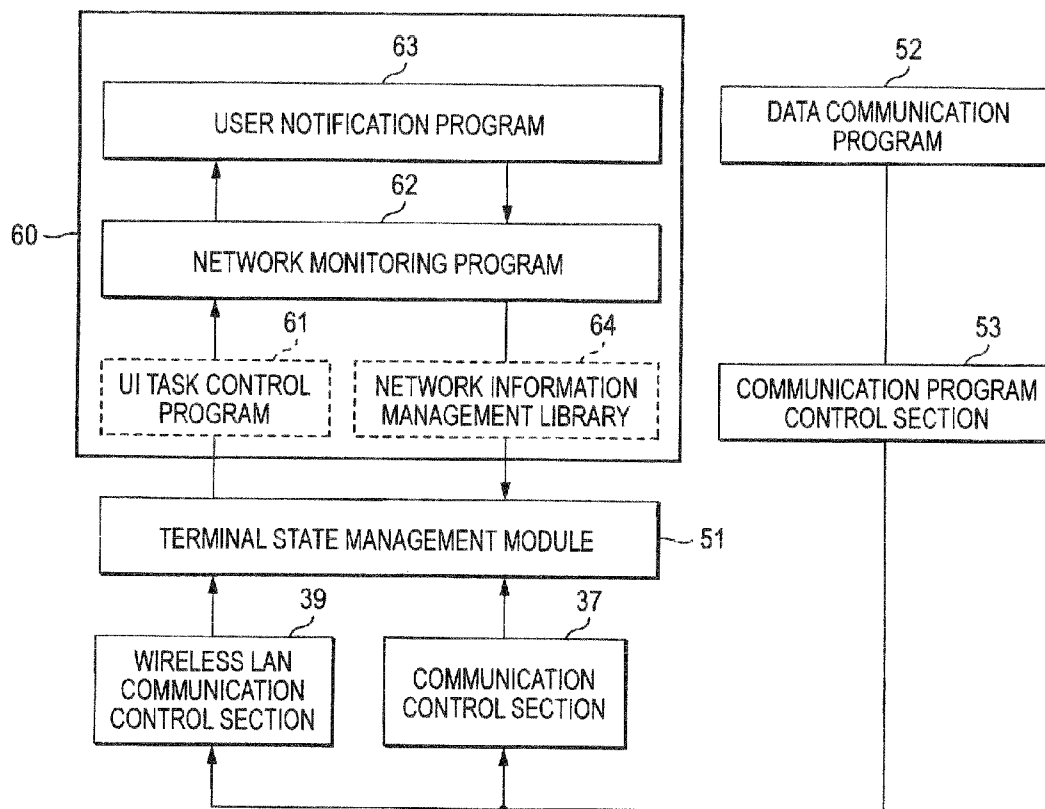 63
USER NOTIFICATION PROGRAM
52
DATA COMMUNICATION
PROGRAM
62
60
NETWORK MONITORING PROGRAM
61
UI TASK CONTROL
PROGRAM
64
NETWORK INFORMATION
MANAGEMENT LIBRARY
53
COMMUNICATION PROGRAM
CONTROL SECTION
TERMINAL STATE MANAGEMENT MODULE
51
39
WIRELESS LAN
COMMUNICATION
CONTROL SECTION
37
COMMUNICATION
CONTROL SECTION